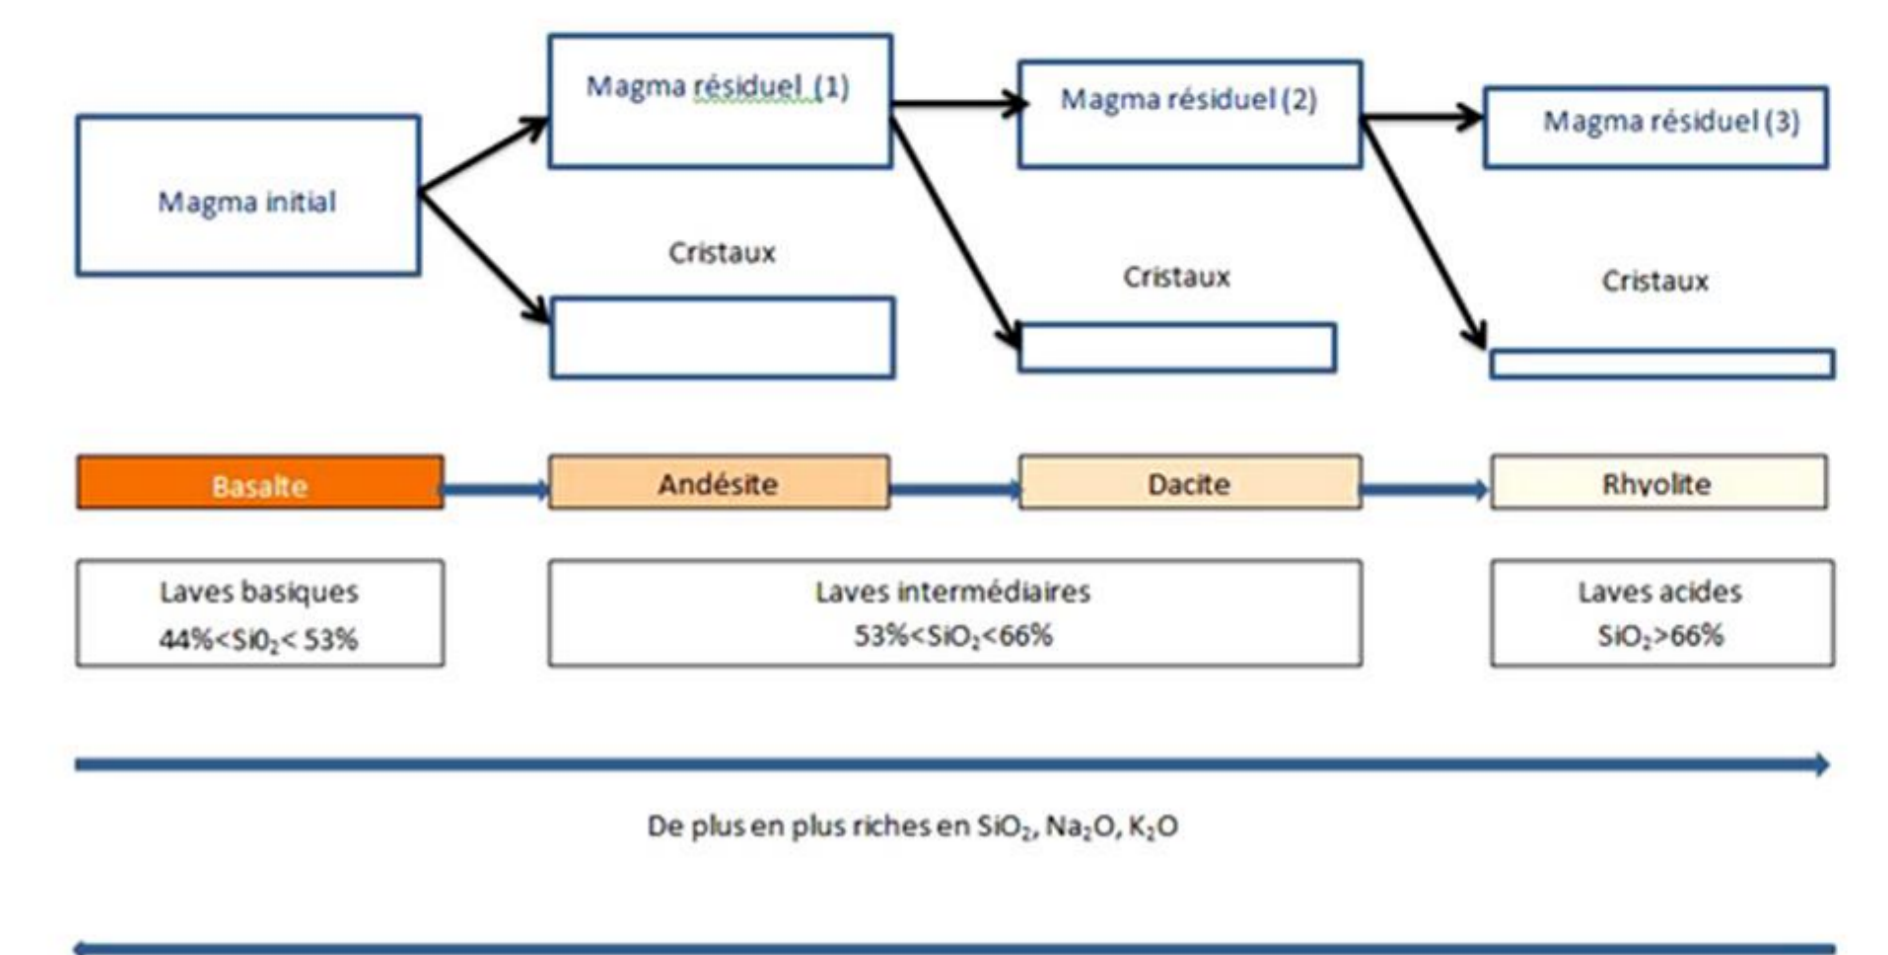 Magma résiduel (1)
Magma résiduel (2)
Magma résiduel (3)
Magma initial
Cristaux
Cristaux
Cristaux
Basalte
Andésite
Dacite
Rhyolite
Laves basiques
44%<Si0₂< 53%
Laves intermédiaires
53%<SiO₂<66%
Laves acides
SiO₂>66%
De plus en plus riches en SiO₂, Na₂O, K₂O